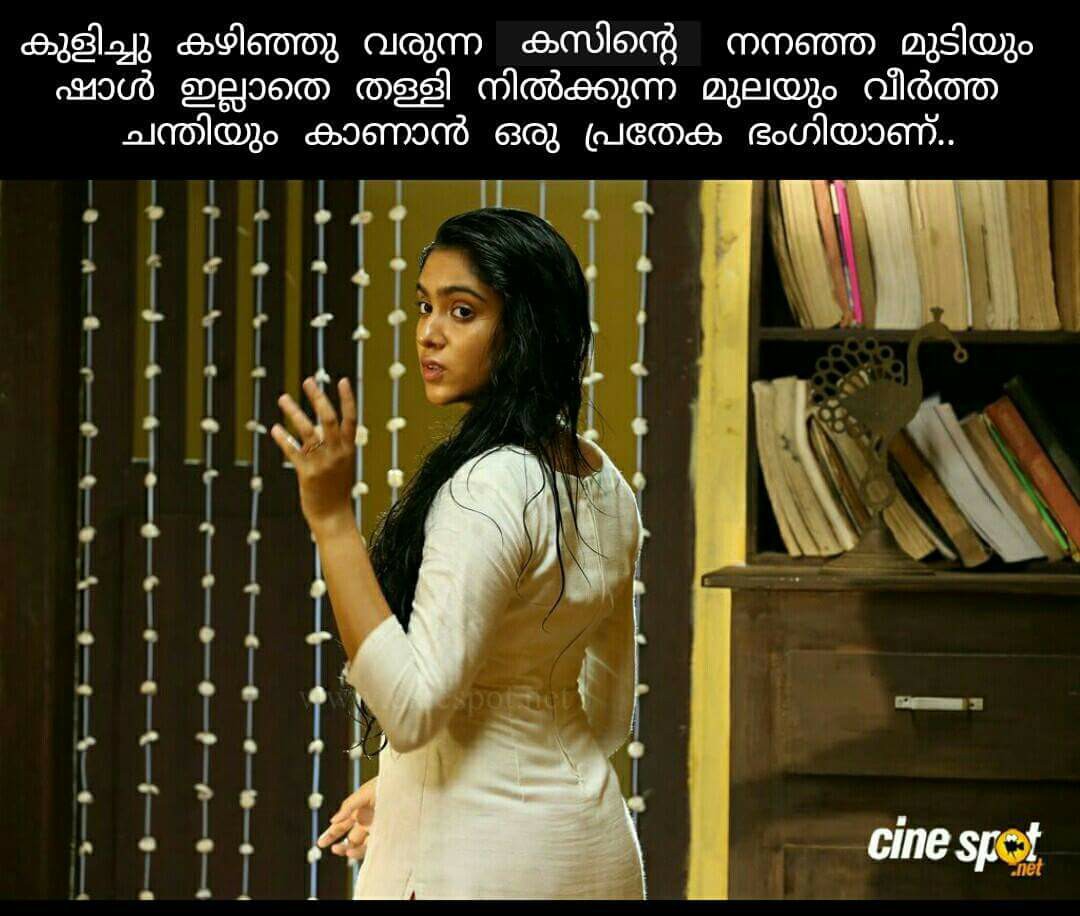 കുളിച്ചു കഴിഞ്ഞു വരുന്ന കസിന്റെ നനഞ്ഞ മുടിയും
ഷാൾ ഇല്ലാതെ തള്ളി നിൽക്കുന്ന മുലയും വീർത്ത
ചന്തിയും കാണാൻ ഒരു പ്രതേക ഭംഗിയാണ്..
cine spot
.net